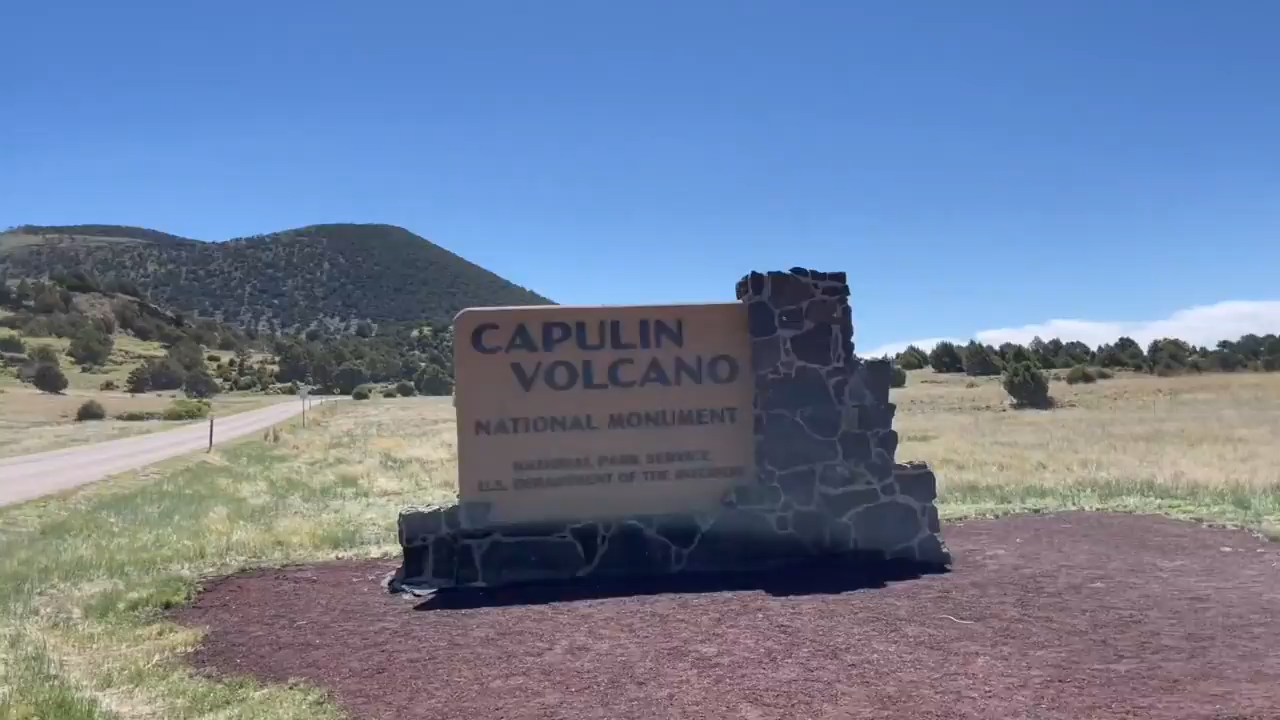 CAPULIN
VOLCANO
NATIONAL MONUMENT
NATIONAL PARK SERVICE
U.S. DEPARTMENT OF THE INTERIOR